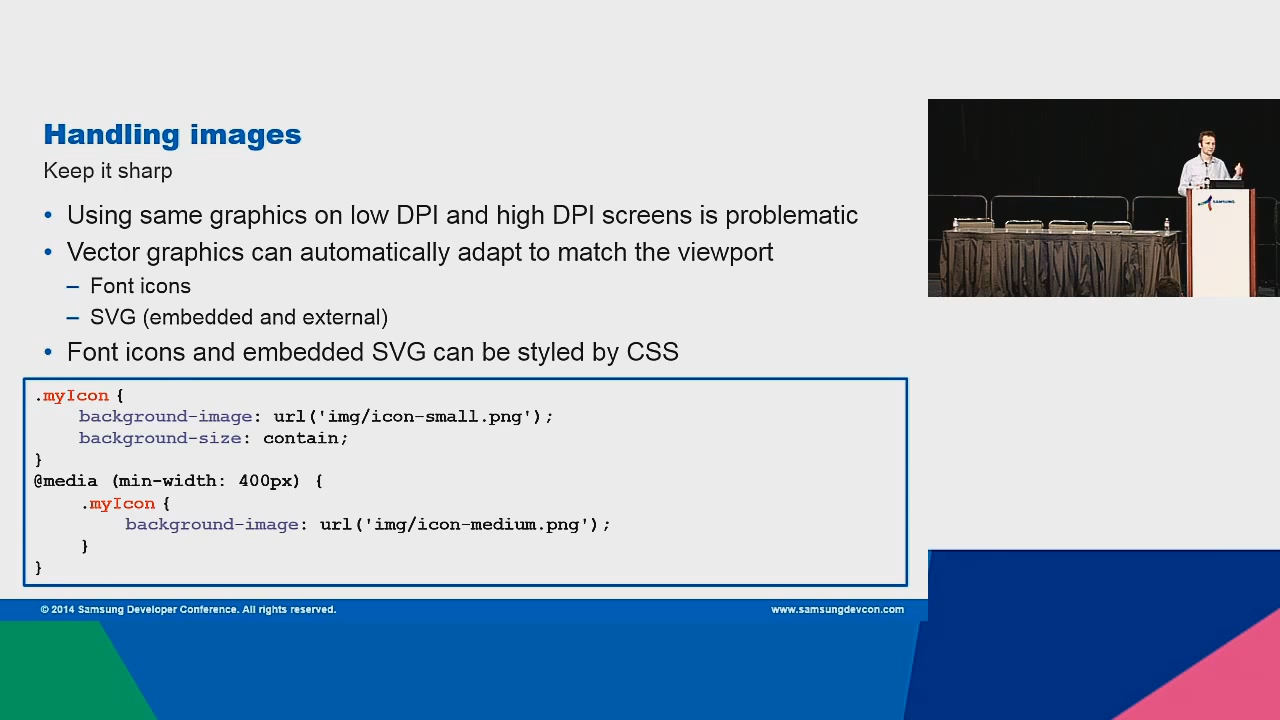 Handling images
Keep it sharp
• Using same graphics on low DPI and high DPI screens is problematic
• Vector graphics can automatically adapt to match the viewport
– Font icons
– SVG (embedded and external)
• Font icons and embedded SVG can be styled by CSS
.myIcon {
background-image: url('img/icon-small.png');
background-size: contain;
}
@media (min-width: 400px) {
.myIcon {
background-image: url('img/icon-medium.png');
}
}
© 2014 Samsung Developer Conference. All rights reserved.
www.samsungdevcon.com
SAMSUNG